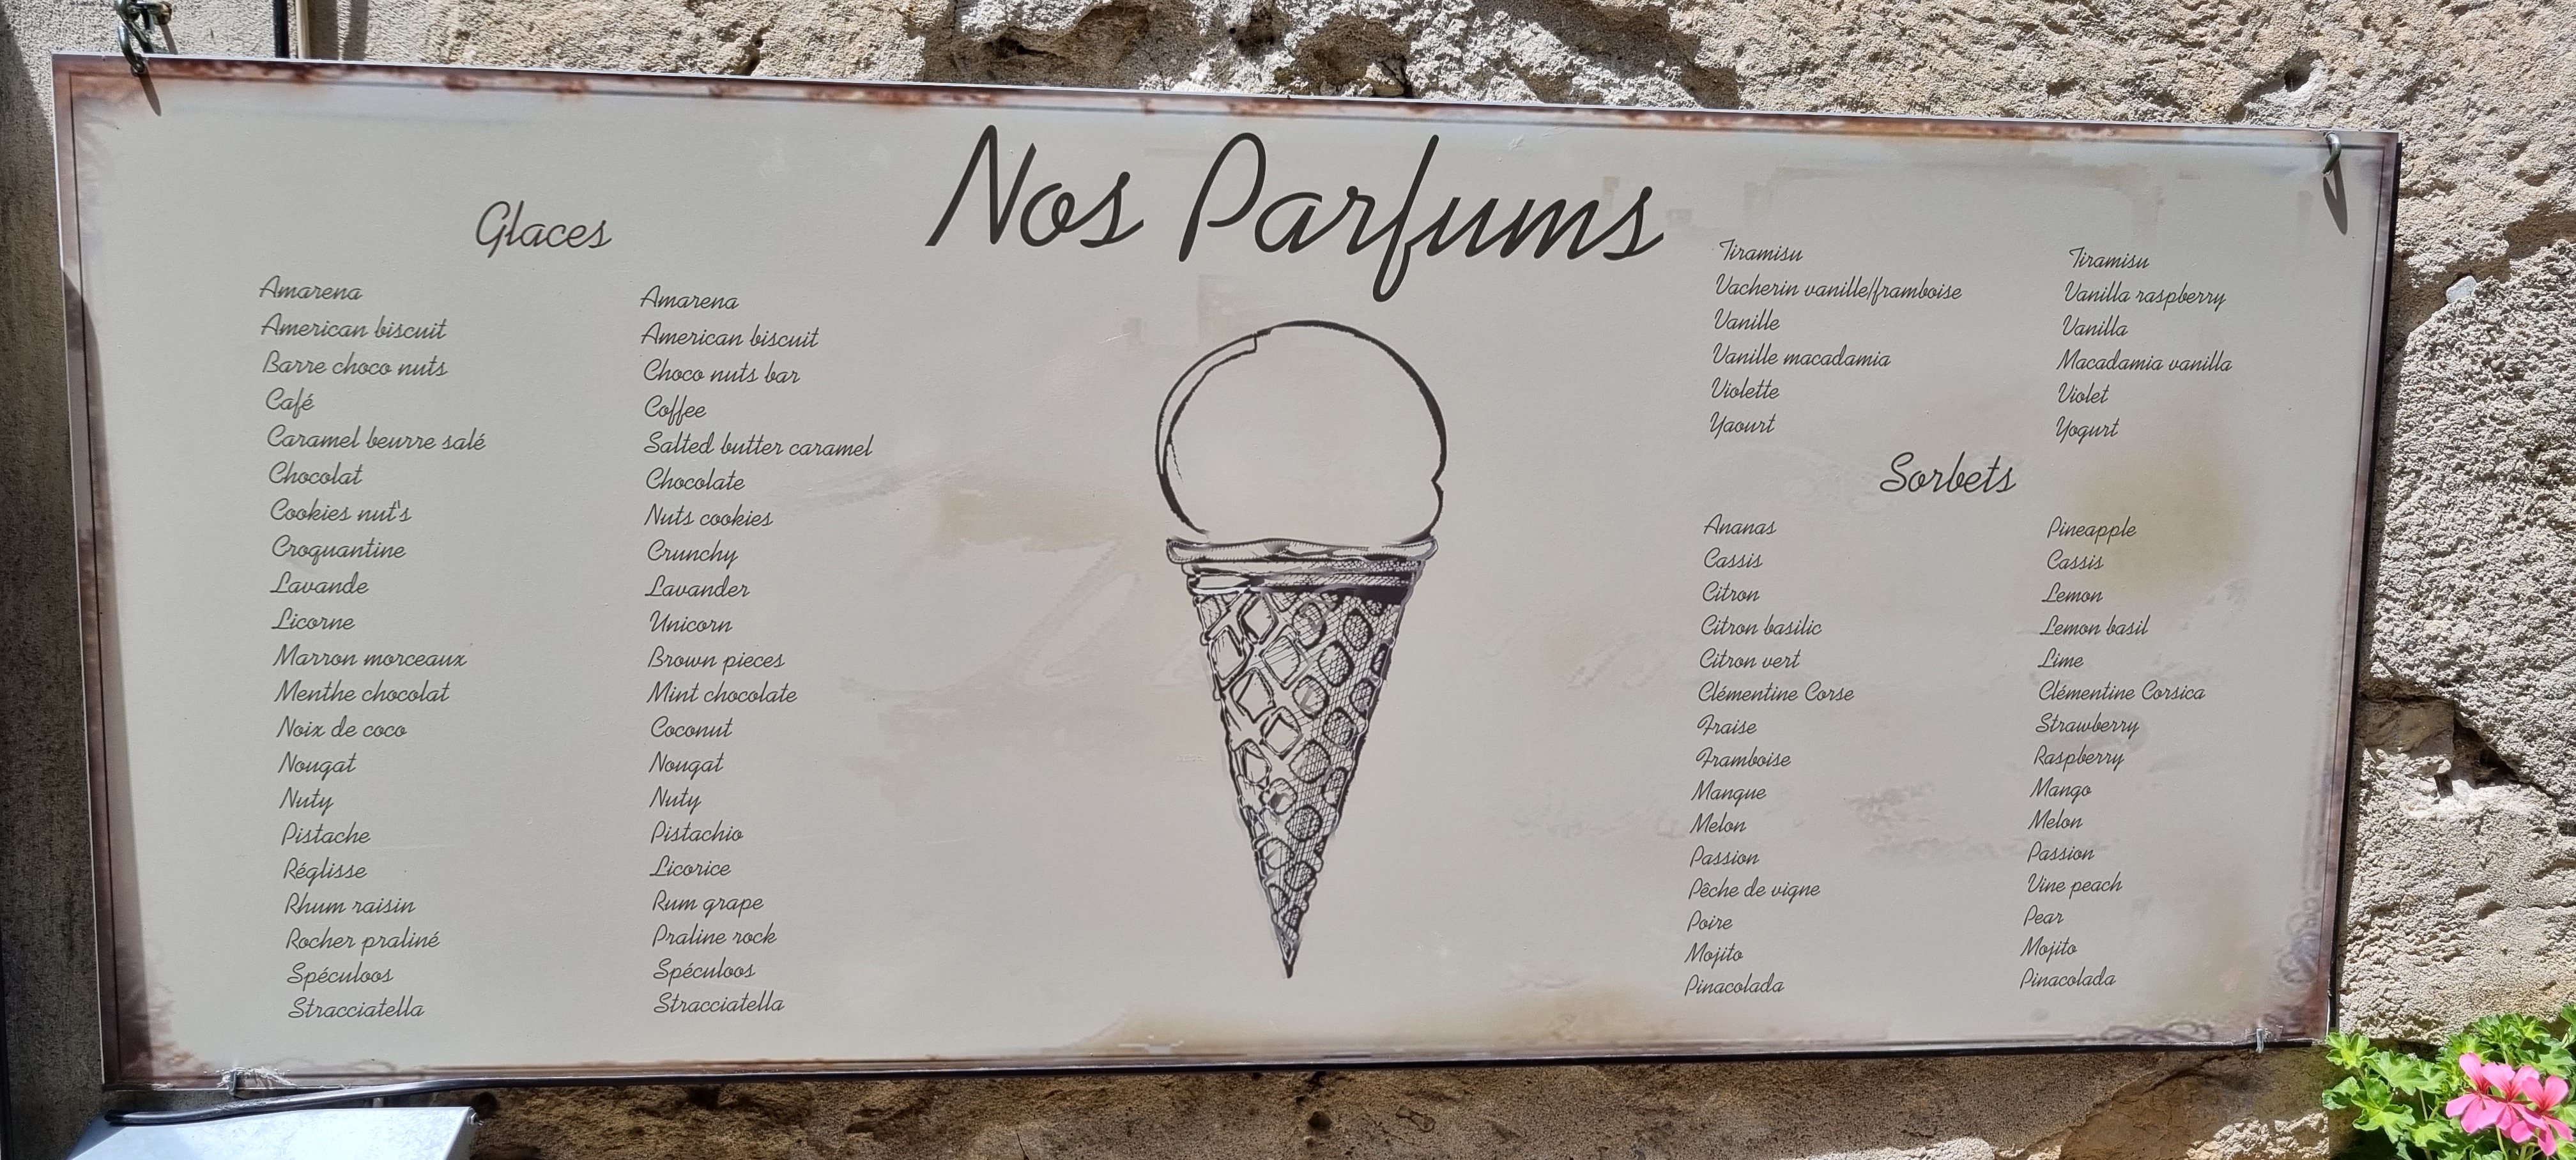 Nos Parfums
Glaces
Amarena
American biscuit
Barre choco nuts
Café
Caramel beurre salé
Chocolat
Cookies nut's
Croquantine
Lavande
Licorne
Marron morceaux
Menthe chocolat
Noix de coco
Nougat
Nuty
Pistache
Réglisse
Rhum raisin
Rocher praliné
Spéculoos
Stracciatella
Amarena
American biscuit
Choco nuts bar
Coffee
Salted butter caramel
Chocolate
Nuts cookies
Crunchy
Lavander
Unicorn
Brown pieces
Mint chocolate
Coconut
Nougat
Nuty
Pistachio
Licorice
Rum grape
Praline rock
Spéculoos
Stracciatella
Tiramisu
Vacherin vanille/framboise
Vanille
Vanille macadamia
Violette
Yaourt
Tiramisu
Vanilla raspberry
Vanilla
Macadamia vanilla
Violet
Yogurt
Sorbets
Ananas
Cassis
Citron
Citron basilic
Citron vert
Clémentine Corse
Fraise
Framboise
Mangue
Melon
Passion
Pêche de vigne
Poire
Mojito
Pinacolada
Pineapple
Cassis
Lemon
Lemon basil
Lime
Clémentine Corsica
Strawberry
Raspberry
Mango
Melon
Passion
Vine peach
Pear
Mojito
Pinacolada